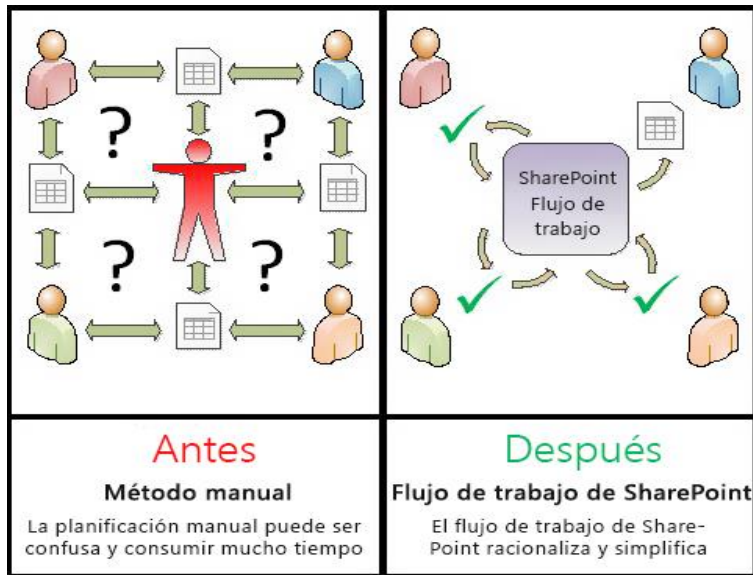 ?
?
?
?
SharePoint
Flujo de
trabajo
Antes
Método manual
La planificación manual puede ser
confusa y consumir mucho tiempo
Después
Flujo de trabajo de SharePoint
El flujo de trabajo de Share-
Point racionaliza y simplifica